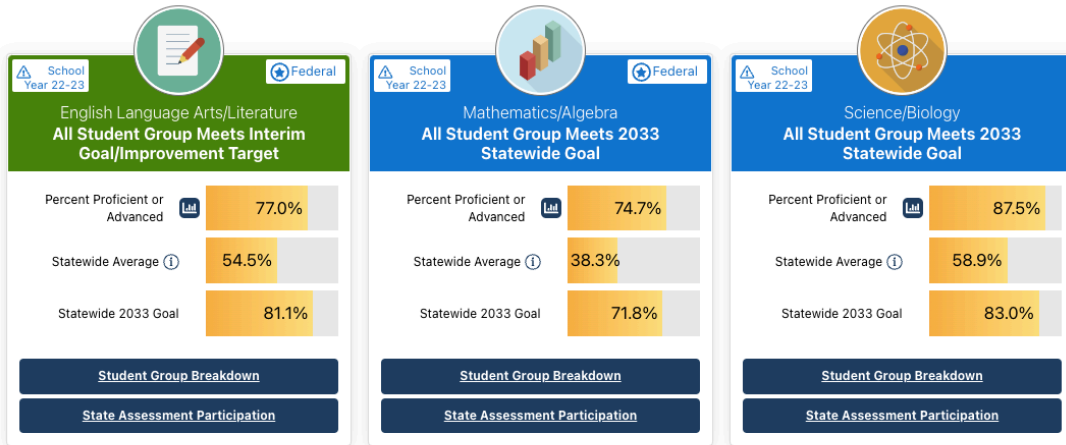 School
Year 22-23
Federal
English Language Arts/Literature
All Student Group Meets Interim
Goal/Improvement Target
Percent Proficient or
Advanced
77.0%
Statewide Average
54.5%
Statewide 2033 Goal
81.1%
Student Group Breakdown
State Assessment Participation
School
Year 22-23
Federal
Mathematics/Algebra
All Student Group Meets 2033
Statewide Goal
Percent Proficient or
Advanced
74.7%
Statewide Average
38.3%
Statewide 2033 Goal
71.8%
Student Group Breakdown
State Assessment Participation
School
Year 22-23
Science/Biology
All Student Group Meets 2033
Statewide Goal
Percent Proficient or
Advanced
87.5%
Statewide Average
58.9%
Statewide 2033 Goal
83.0%
Student Group Breakdown
State Assessment Participation